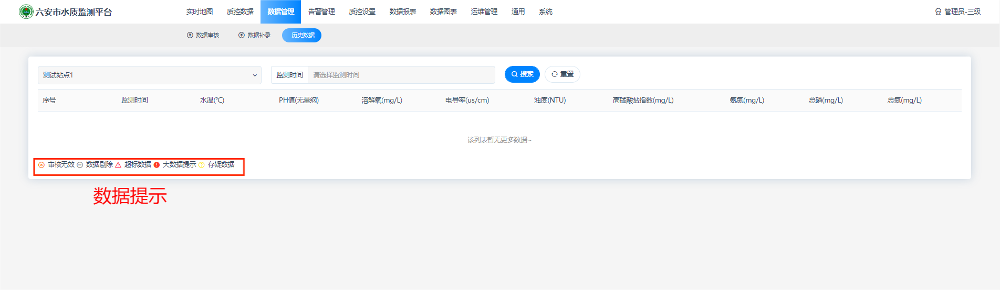 六安市水质监测平台 实时地图 质控数据 数据管理 告警管理 质控设置 数据报表 数据图表 运维管理 通用 系统 管理员-三级
数据审核 数据补录 历史数据
测试站点1 监测时间 请选择监测时间 搜索 重置
序号 监测时间 水温(℃) PH值(无量纲) 溶解氧(mg/L) 电导率(us/cm) 浊度(NTU) 高锰酸盐指数(mg/L) 氨氮(mg/L) 总磷(mg/L) 总氮(mg/L)
该列表暂无更多数据~
审核无效 数据剔除 超标数据 大数据提示 存疑数据
数据提示